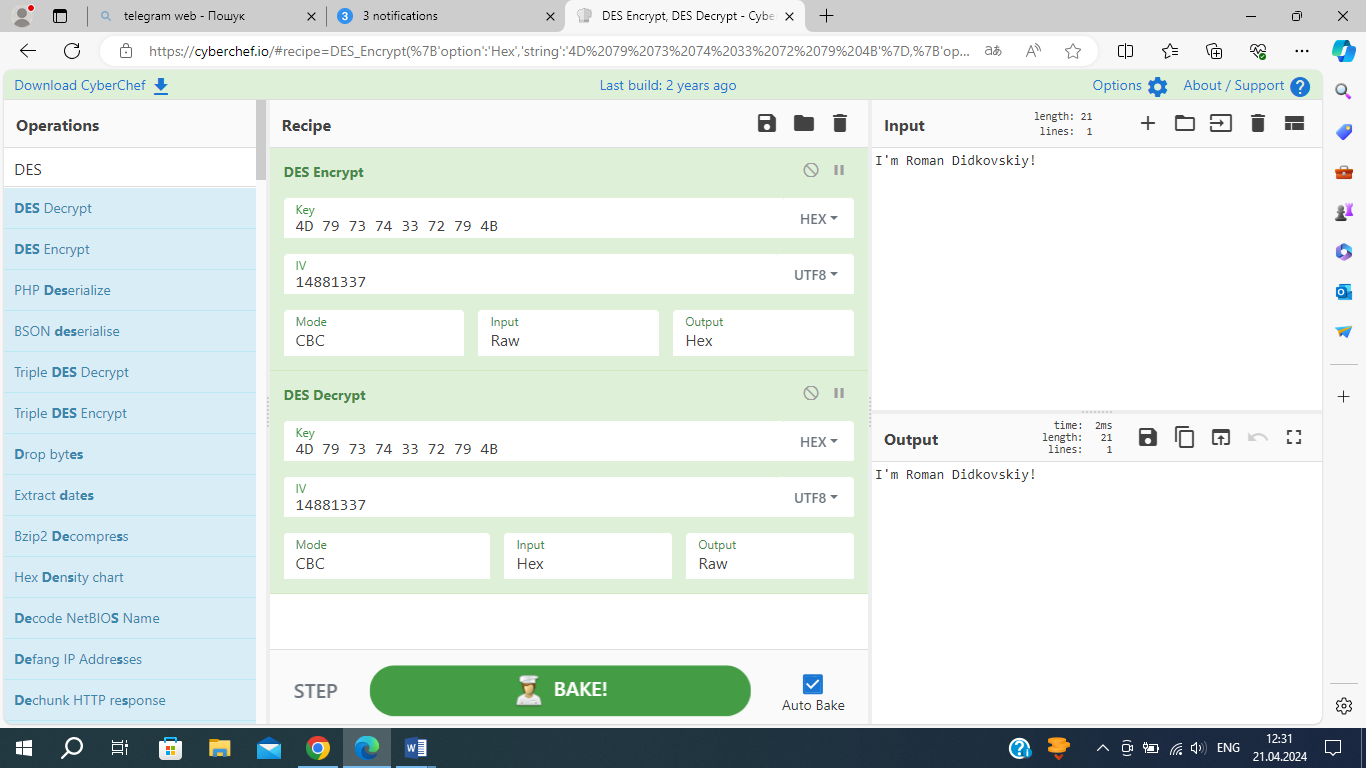 telegram web - Пошук
3
3 notifications
DES Encrypt, DES Decrypt - Cybe
https://cyberchef.io/#recipe=DES_Encrypt(%7B'option':'Hex','string':'4D%2079%2073%2074%2033%2072%2079%204B'%7D,%7B'op...
Download CyberChef
Last build: 2 years ago
Options
About / Support
Operations
DES
DES Decrypt
DES Encrypt
PHP Deserialize
BSON deserialise
Triple DES Decrypt
Triple DES Encrypt
Drop bytes
Extract dates
Bzip2 Decompress
Hex Density chart
Decode NetBIOS Name
Defang IP Addresses
Dechunk HTTP response
Recipe
DES Encrypt
Key
4D 79 73 74 33 72 79 4B
HEX
IV
14881337
UTF8
Mode
CBC
Input
Raw
Output
Hex
DES Decrypt
Key
4D 79 73 74 33 72 79 4B
HEX
IV
14881337
UTF8
Mode
CBC
Input
Hex
Output
Raw
STEP
BAKE!
Auto Bake
Input
length: 21
lines: 1
I'm Roman Didkovskiy!
Output
time: 2ms
length: 21
lines: 1
I'm Roman Didkovskiy!
ENG
12:31
21.04.2024